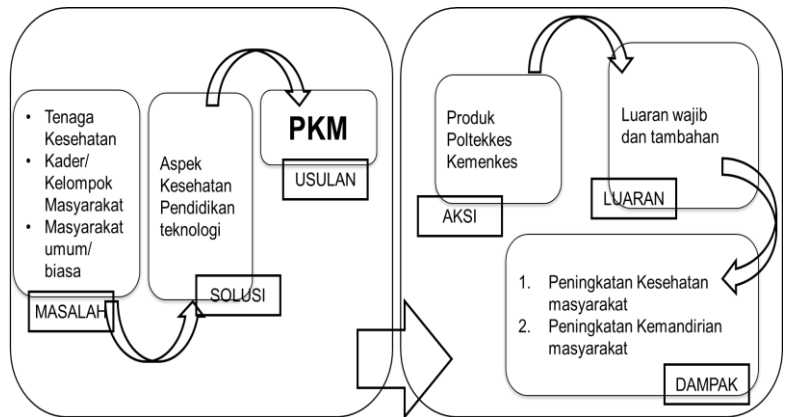 • Tenaga
Kesehatan
• Kader/
Kelompok
Masyarakat
• Masyarakat
umum/
biasa
MASALAH
Aspek
Kesehatan
Pendidikan
teknologi
SOLUSI
PKM
USULAN
Produk
Poltekkes
Kemenkes
AKSI
Luaran wajib
dan tambahan
LUARAN
1. Peningkatan Kesehatan
masyarakat
2. Peningkatan Kemandirian
masyarakat
DAMPAK